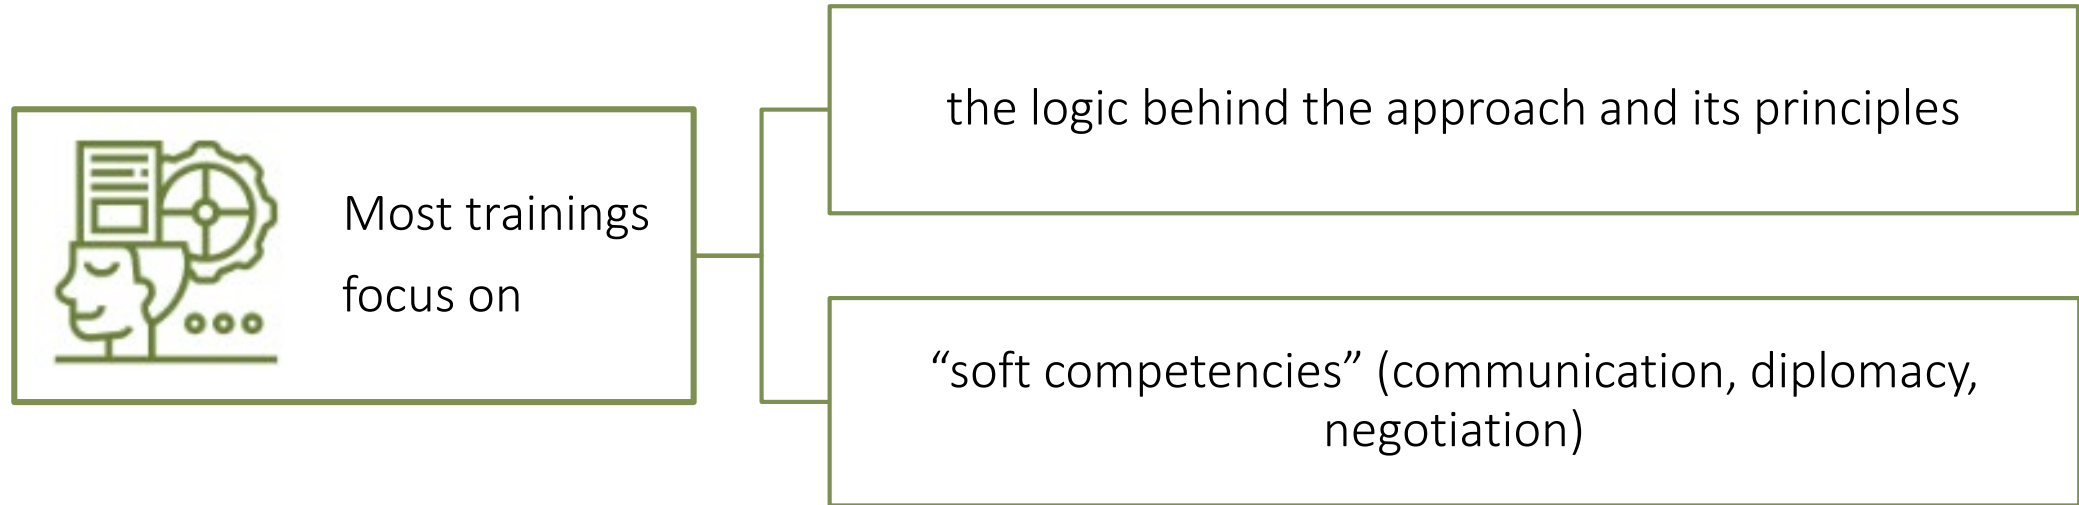 Most trainings
focus on
the logic behind the approach and its principles
“soft competencies” (communication, diplomacy,
negotiation)